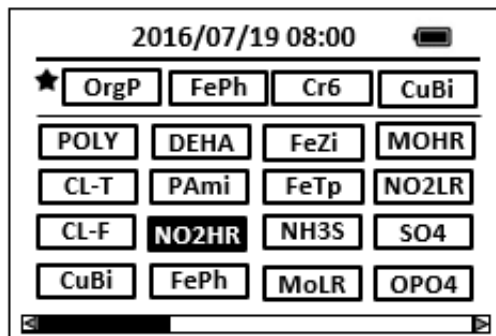 2016/07/19 08:00
OrgP FePh Cr6 CuBi
POLY DEHA FeZi MOHR
CL-T PAmi FeTp NO2LR
CL-F NO2HR NH3S SO4
CuBi FePh MoLR OPO4